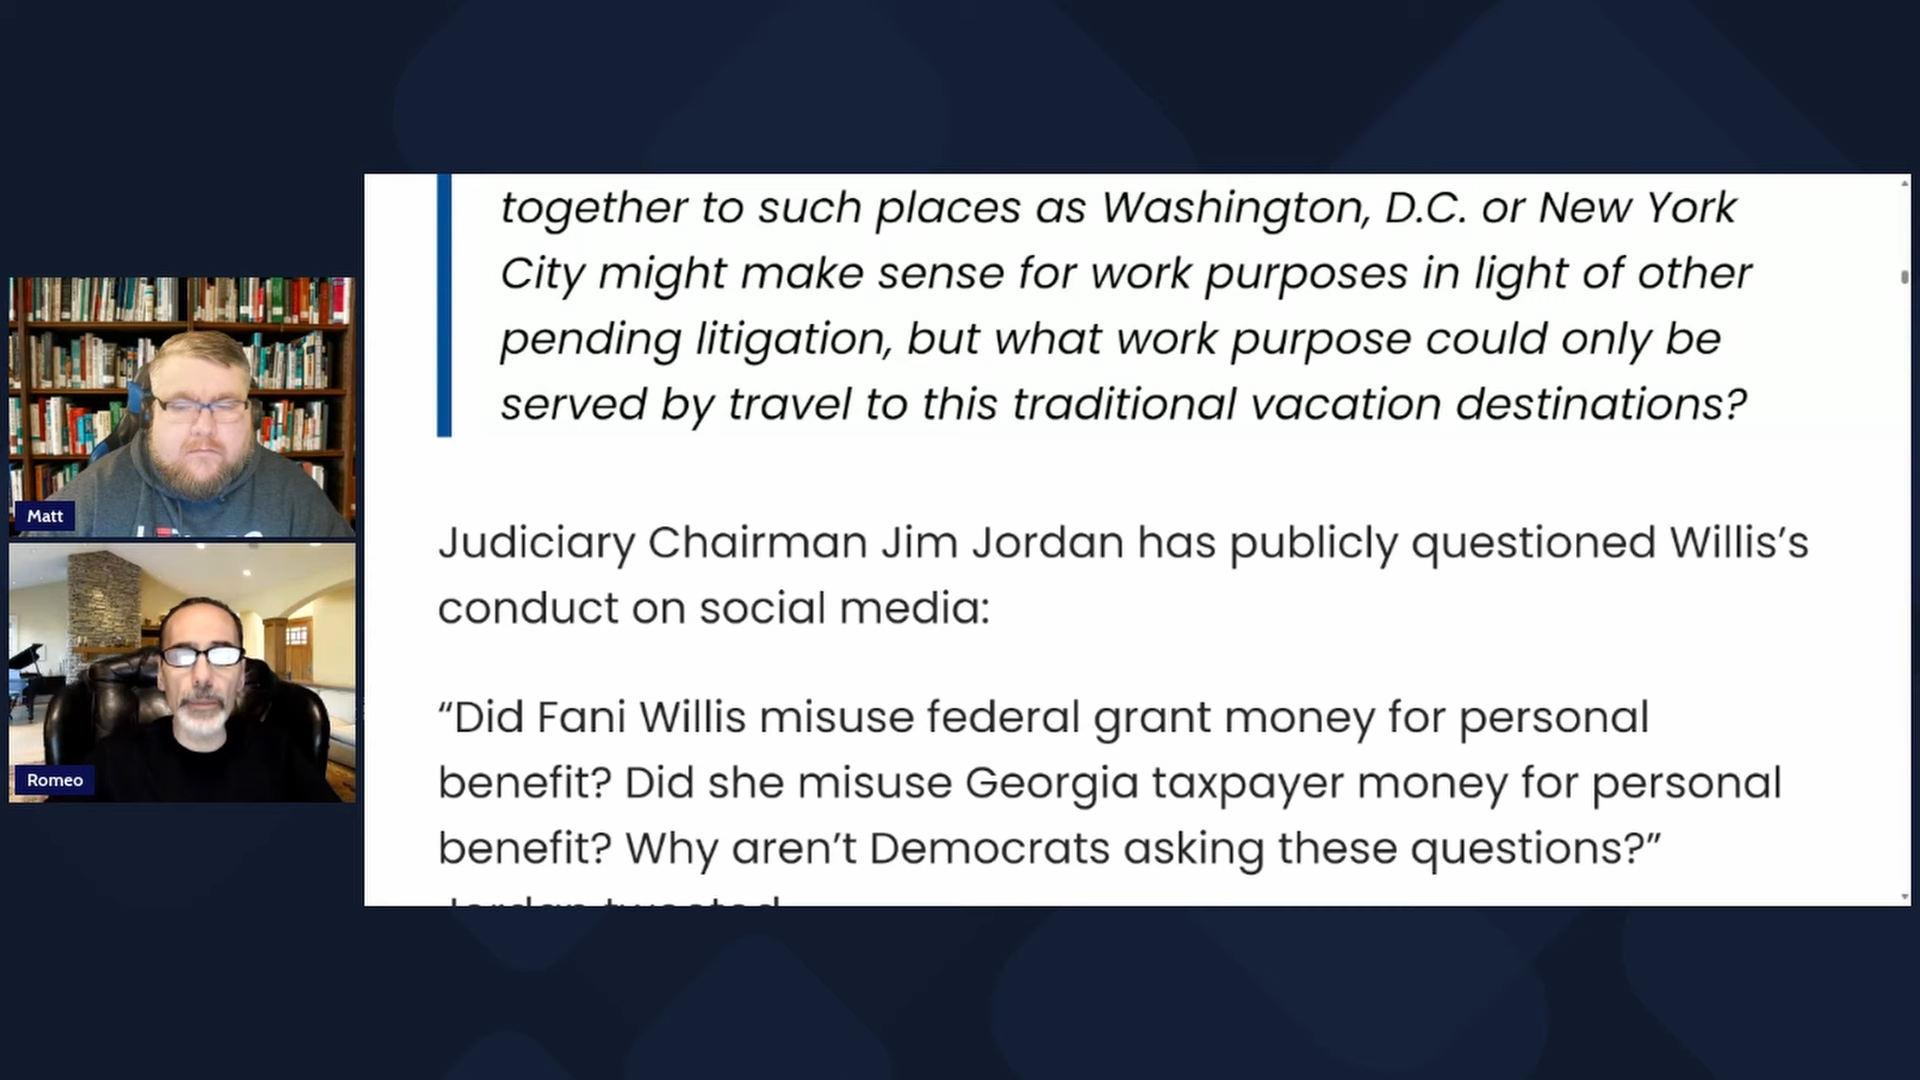 together to such places as Washington, D.C. or New York
City might make sense for work purposes in light of other
pending litigation, but what work purpose could only be
served by travel to this traditional vacation destinations?
Judiciary Chairman Jim Jordan has publicly questioned Willis’s
conduct on social media:
“Did Fani Willis misuse federal grant money for personal
benefit? Did she misuse Georgia taxpayer money for personal
benefit? Why aren’t Democrats asking these questions?”
Jordan tweeted
Matt
Romeo